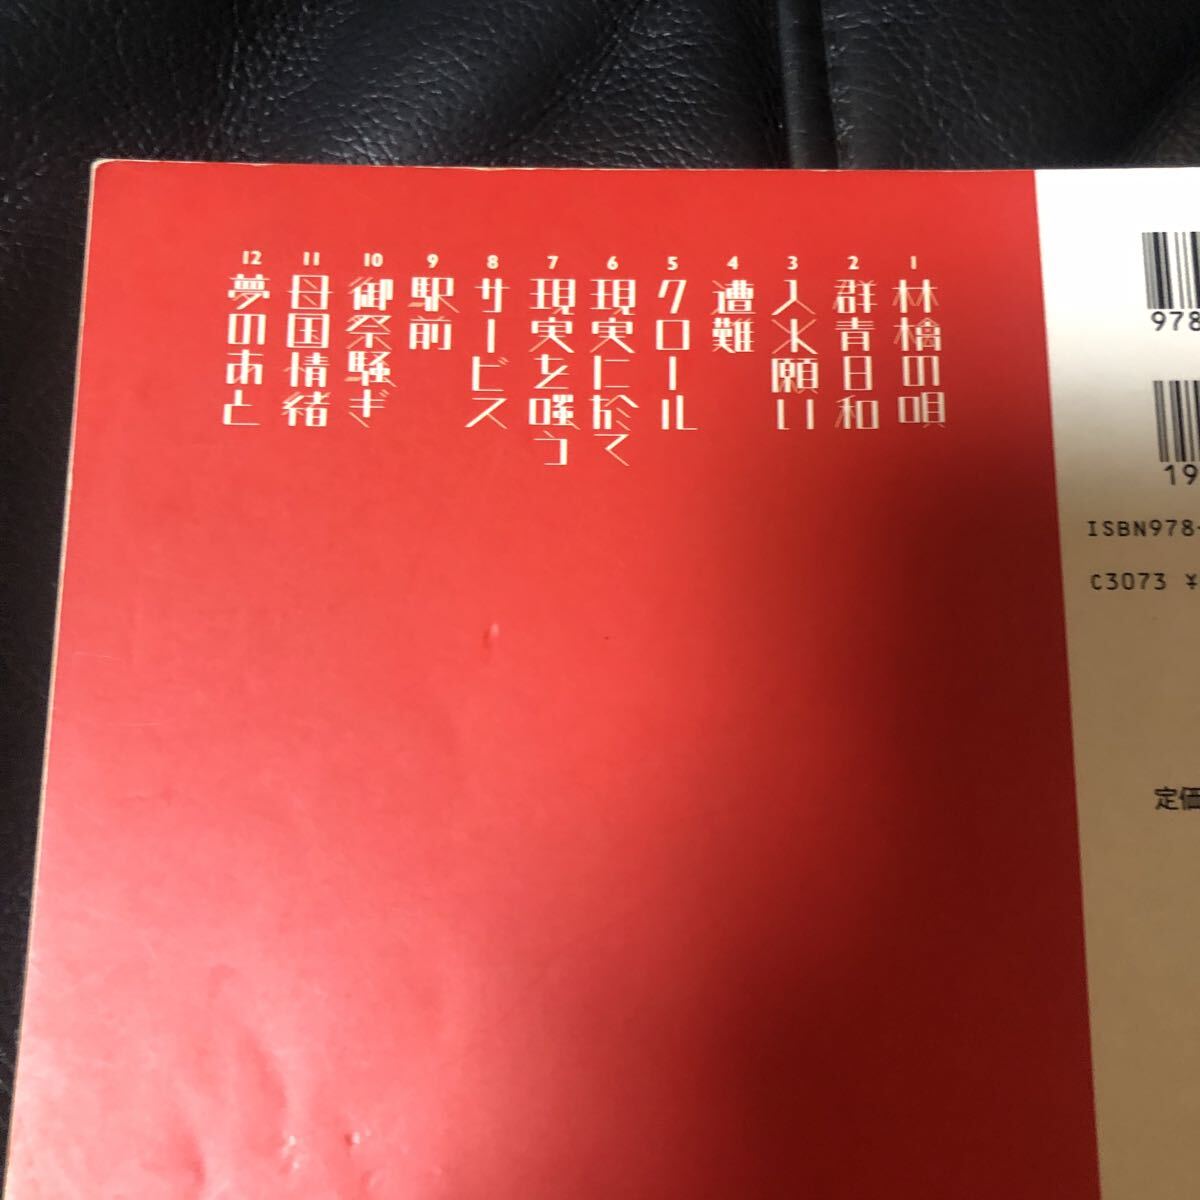 1 林檎の唄
2 群青日和
3 入水願い
4 遭難
5 クロール
6 現実に於て
7 現実を嗤う
8 サービス
9 駅前
10 御祭騒ぎ
11 母国情緒
12 夢のあと
978
19
ISBN978-
C3073 ¥
定価